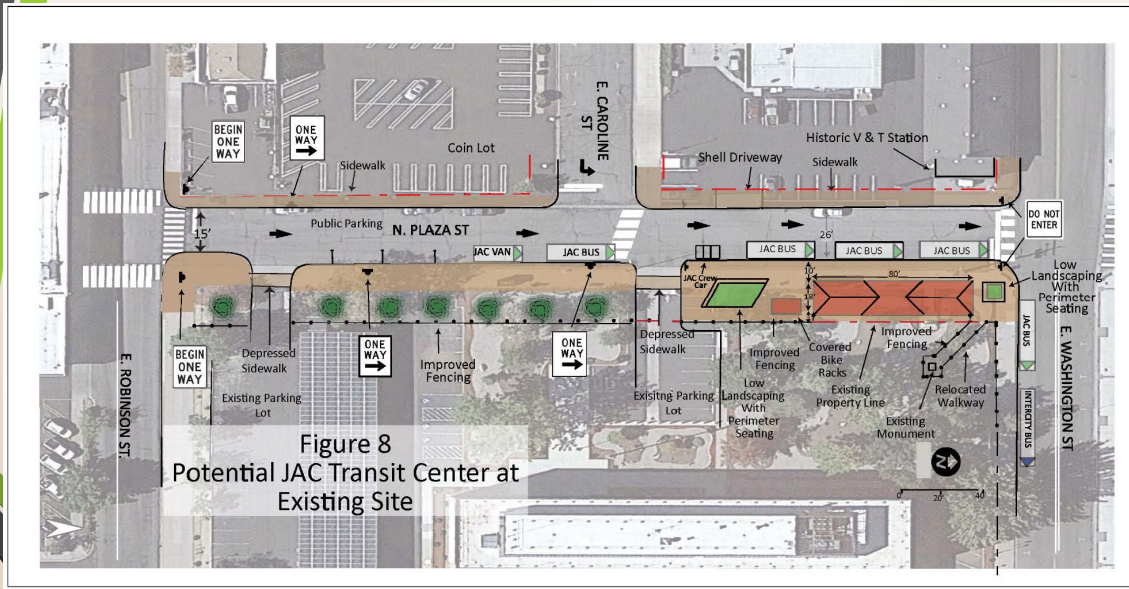 E. CAROLINE
ST
BEGIN
ONE
WAY
ONE
WAY
Sidewalk
Coin Lot
Historic V & T Station
Shell Driveway
Sidewalk
DO NOT
ENTER
15'
Public Parking
N. PLAZA ST
26'
JAC VAN
JAC BUS
JAC BUS
JAC BUS
JAC BUS
JAC Crew
Car
10'
18'
80'
Low
Landscaping
With
Perimeter
Seating
E. ROBINSON ST.
BEGIN
ONE
WAY
Depressed
Sidewalk
Existing Parking
Lot
ONE
WAY
Improved
Fencing
ONE
WAY
Depressed
Sidewalk
Exisitng Parking
Lot
Low
Landscaping
With
Perimeter
Seating
Improved
Fencing
Covered
Bike
Racks
Existing
Property Line
Improved
Fencing
Existing
Monument
Relocated
Walkway
JAC BUS
INTERCITY BUS
E. WASHINGTON ST
Figure 8
Potential JAC Transit Center at
Existing Site
N
0 20' 40'